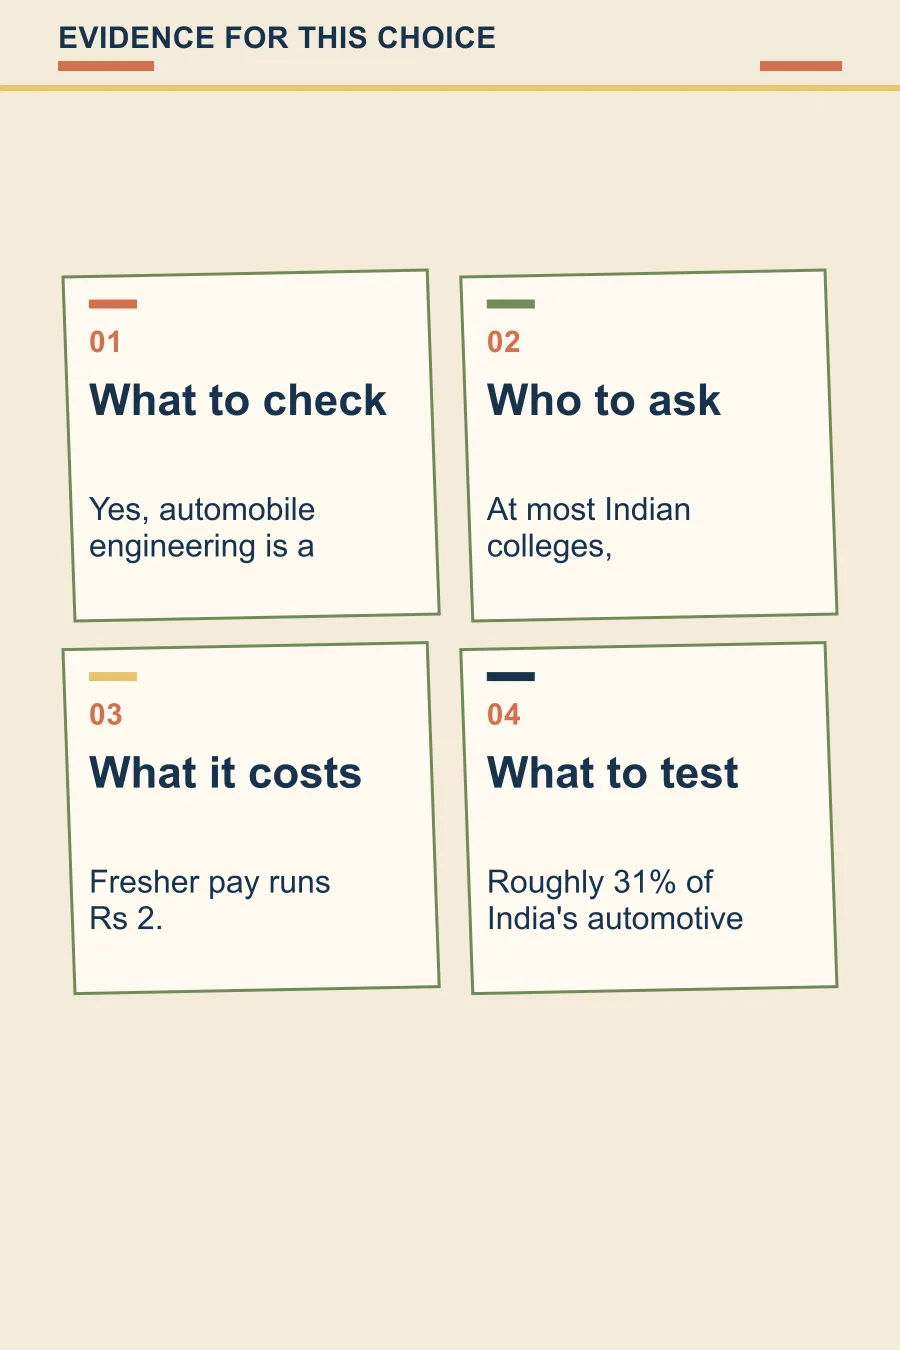 EVIDENCE FOR THIS CHOICE
01
What to check
Yes, automobile
engineering is a
02
Who to ask
At most Indian
colleges,
03
What it costs
Fresher pay runs
Rs 2.
04
What to test
Roughly 31% of
India's automotive